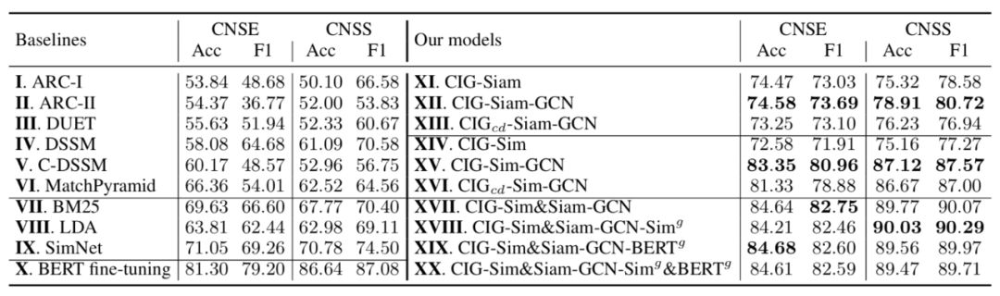 Baselines CNSE CNSS Our models CNSE CNSS
Acc F1 Acc F1 Acc F1 Acc F1
I. ARC-I 53.84 48.68 50.10 66.58 XI. CIG-Siam 74.47 73.03 75.32 78.58
II. ARC-II 54.37 36.77 52.00 53.83 XII. CIG-Siam-GCN 74.58 73.69 78.91 80.72
III. DUET 55.63 51.94 52.33 60.67 XIII. CIGcd-Siam-GCN 73.25 73.10 76.23 76.94
IV. DSSM 58.08 64.68 61.09 70.58 XIV. CIG-Sim 72.58 71.91 75.16 77.27
V. C-DSSM 60.17 48.57 52.96 56.75 XV. CIG-Sim-GCN 83.35 80.96 87.12 87.57
VI. MatchPyramid 66.36 54.01 62.52 64.56 XVI. CIGcd-Sim-GCN 81.33 78.88 86.67 87.00
VII. BM25 69.63 66.60 67.77 70.40 XVII. CIG-Sim&Siam-GCN 84.64 82.75 89.77 90.07
VIII. LDA 63.81 62.44 62.98 69.11 XVIII. CIG-Sim&Siam-GCN-Simg 84.21 82.46 90.03 90.29
IX. SimNet 71.05 69.26 70.78 74.50 XIX. CIG-Sim&Siam-GCN-BERTg 84.68 82.60 89.56 89.97
X. BERT fine-tuning 81.30 79.20 86.64 87.08 XX. CIG-Sim&Siam-GCN-Simg&BERTg 84.61 82.59 89.47 89.71